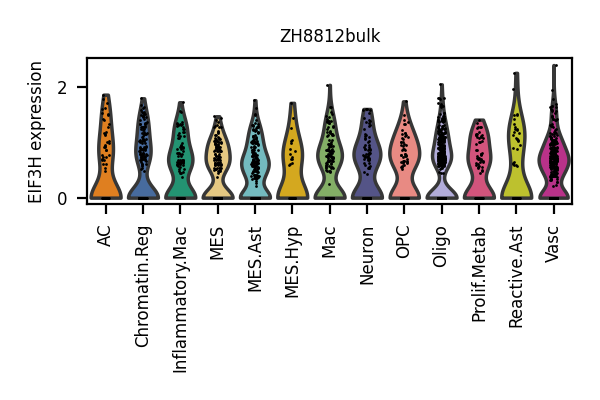 ZH8812bulk
EIF3H expression
2
0
AC
Chromatin.Reg
Inflammatory.Mac
MES
MES.Ast
MES.Hyp
Mac
Neuron
OPC
Oligo
Prolif.Metab
Reactive.Ast
Vasc